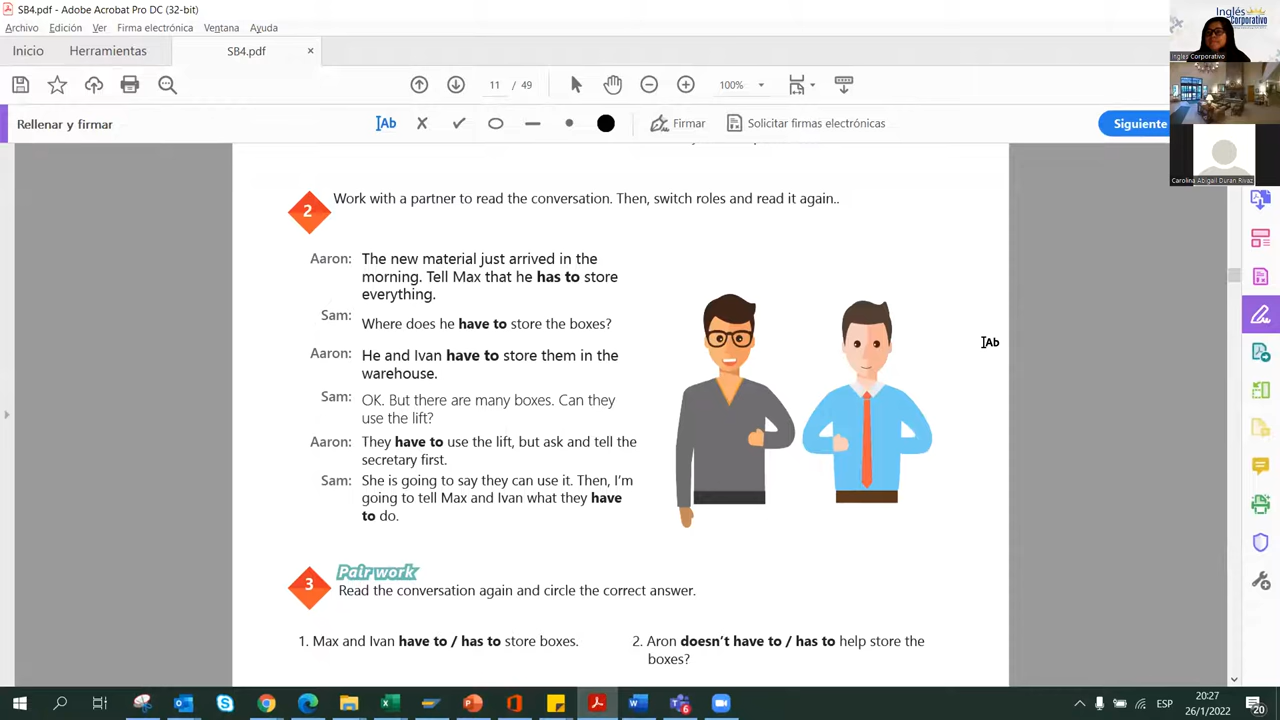 SB4.pdf - Adobe Acrobat Pro DC (32-bit)
Archivo Edición Ver Firma electrónica Ventana Ayuda
Inicio Herramientas SB4.pdf ×
11 / 49 100%
Rellenar y firmar Ab Firmar Solicitar firmas electrónicas Siguiente
Inglés Corporativo
Ingles Corporativo
Carolina Abigail Duran Rivaz
2 Work with a partner to read the conversation. Then, switch roles and read it again..
Aaron: The new material just arrived in the
morning. Tell Max that he has to store
everything.
Sam: Where does he have to store the boxes?
Aaron: He and Ivan have to store them in the
warehouse.
Sam: OK. But there are many boxes. Can they
use the lift?
Aaron: They have to use the lift, but ask and tell the
secretary first.
Sam: She is going to say they can use it. Then, I'm
going to tell Max and Ivan what they have
to do.
Ab
3 Pair work
Read the conversation again and circle the correct answer.
1. Max and Ivan have to / has to store boxes.
2. Aron doesn't have to / has to help store the
boxes?
ESP 20:27
26/1/2022
20